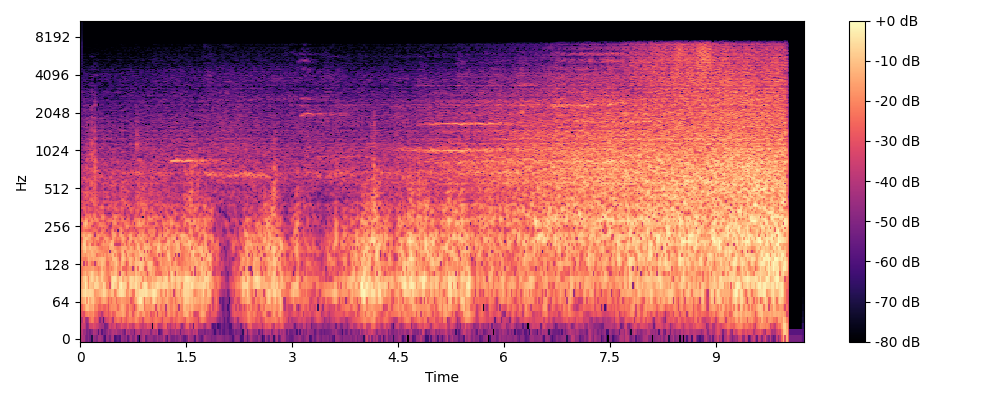 8192
4096
2048
1024
512
256
128
64
0
Hz
0 1.5 3 4.5 6 7.5 9
Time
+0 dB
-10 dB
-20 dB
-30 dB
-40 dB
-50 dB
-60 dB
-70 dB
-80 dB